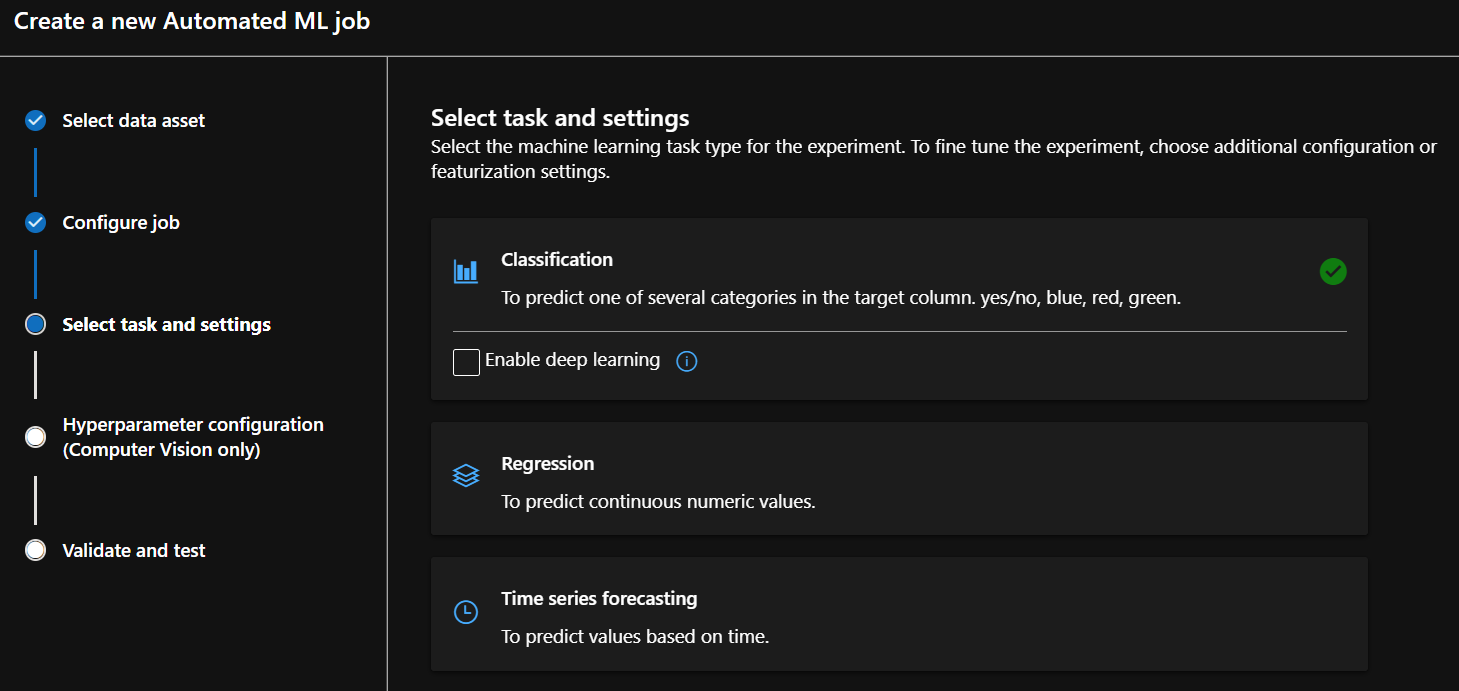 Create a new Automated ML job
Select data asset
Configure job
Select task and settings
Hyperparameter configuration
(Computer Vision only)
Validate and test
Select task and settings
Select the machine learning task type for the experiment. To fine tune the experiment, choose additional configuration or
featurization settings.
Classification
To predict one of several categories in the target column. yes/no, blue, red, green.
Enable deep learning
Regression
To predict continuous numeric values.
Time series forecasting
To predict values based on time.